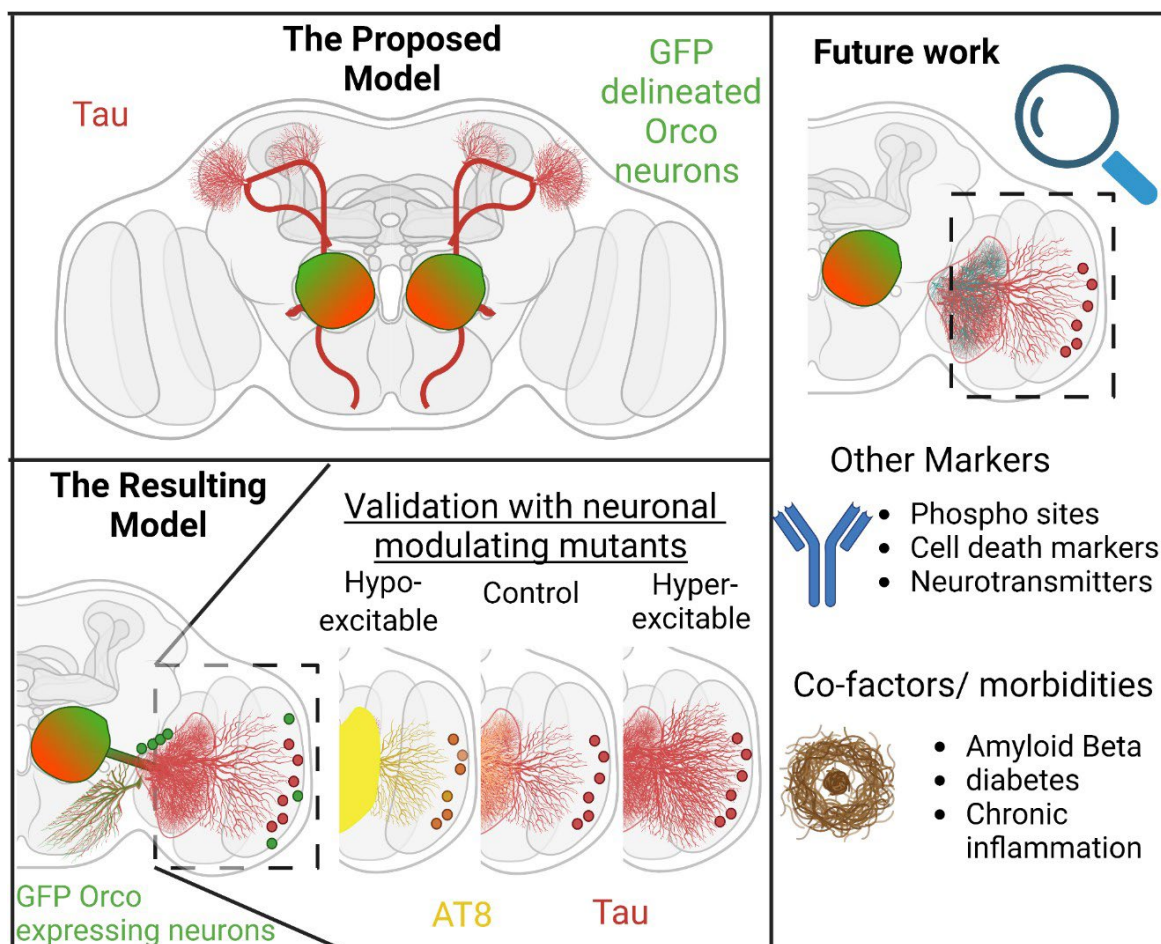 The Proposed
Model
Tau
GFP
delineated
Orco
neurons
The Resulting
Model
GFP Orco
expressing neurons
Validation with neuronal
modulating mutants
Hypo-
excitable
Control
Hyper-
excitable
AT8
Tau
Future work
Other Markers
• Phospho sites
• Cell death markers
• Neurotransmitters
Co-factors/ morbidities
• Amyloid Beta
• diabetes
• Chronic
inflammation